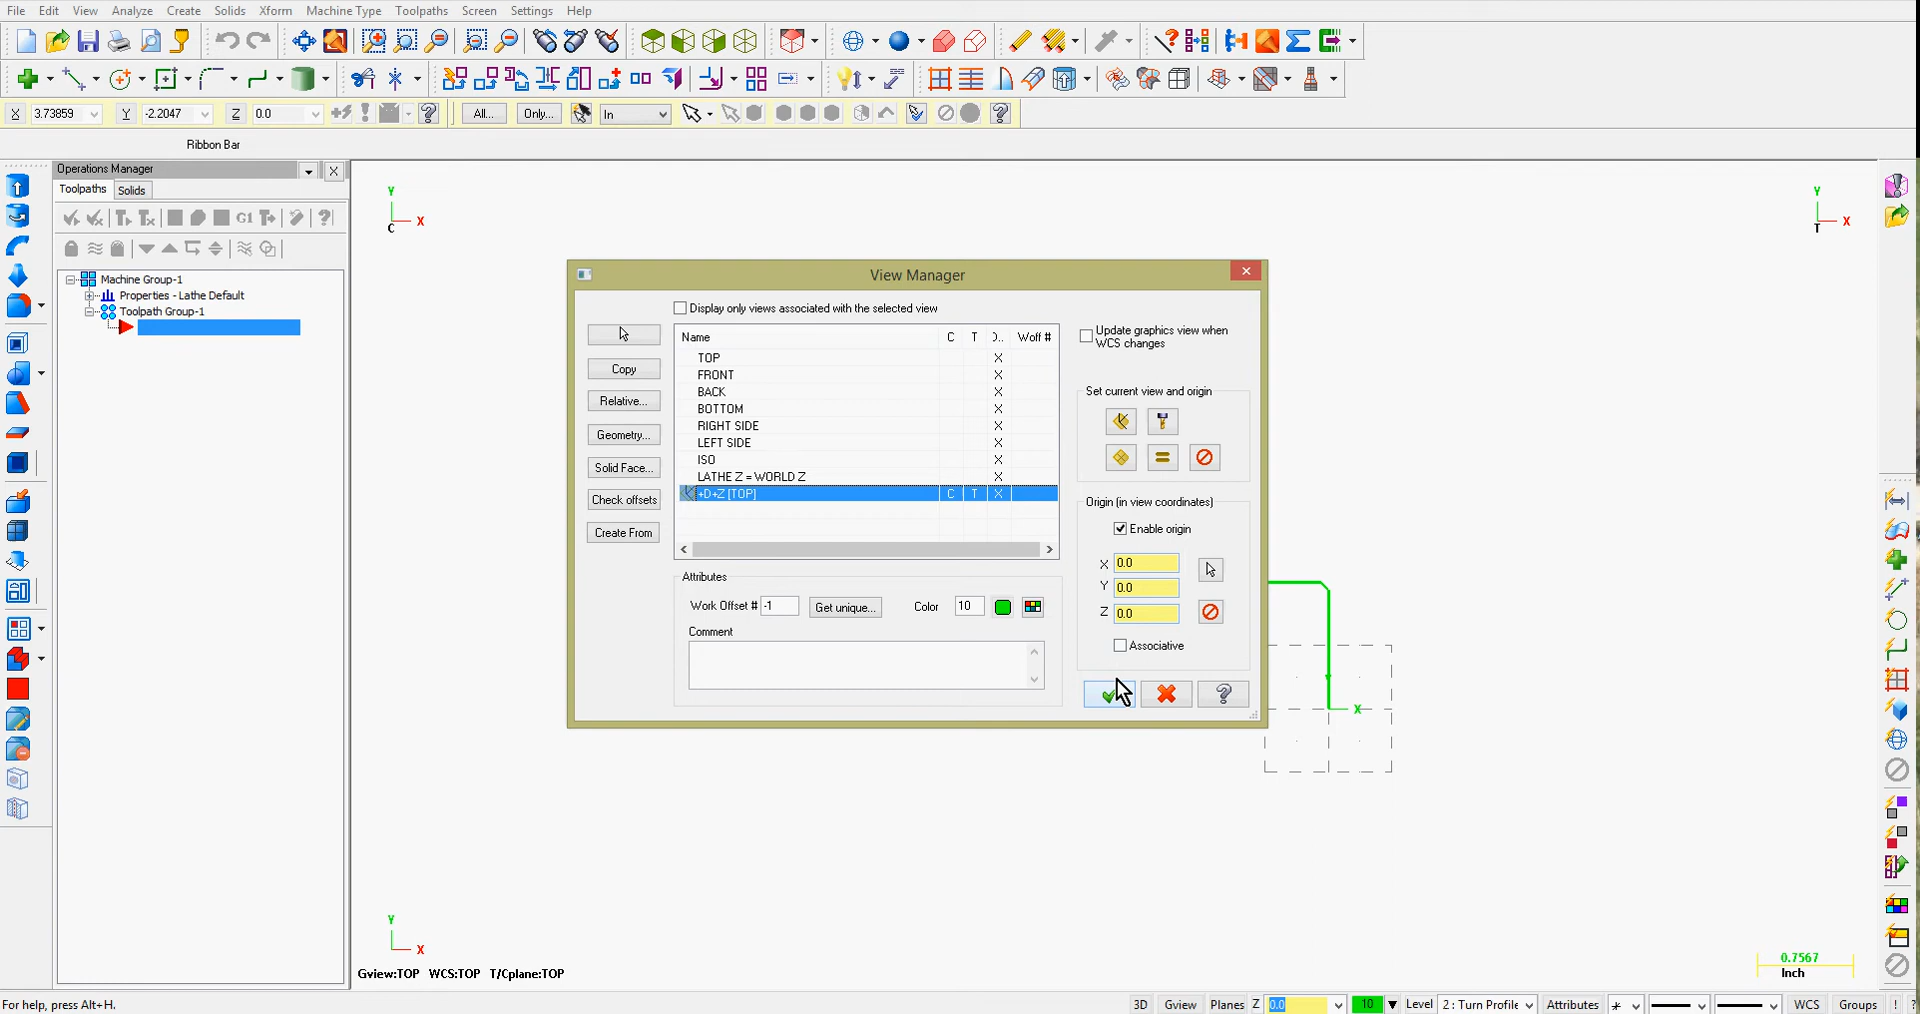 File Edit View Analyze Create Solids Xform Machine Type Toolpaths Screen Settings Help
X 3.73859 Y -2.2047 Z 0.0 All... Only... In
Ribbon Bar
Operations Manager
Toolpaths Solids
G1
Machine Group-1
Properties - Lathe Default
Toolpath Group-1
Y
X
C
Y
X
T
View Manager
Display only views associated with the selected view
Copy
Relative...
Geometry...
Solid Face...
Check offsets
Create From
Name C T D.. Woff #
TOP X
FRONT X
BACK X
BOTTOM X
RIGHT SIDE X
LEFT SIDE X
ISO X
LATHE Z = WORLD Z
+D+Z [TOP] C T X
Attributes
Work Offset # -1 Get unique... Color 10
Comment
Update graphics view when
WCS changes
Set current view and origin
Origin (in view coordinates)
Enable origin
X 0.0
Y 0.0
Z 0.0
Associative
X
Y
X
Gview:TOP WCS:TOP T/Cplane:TOP
0.7567
Inch
For help, press Alt+H.
3D Gview Planes Z 0.0 10 Level 2 : Turn Profile Attributes WCS Groups ! ?